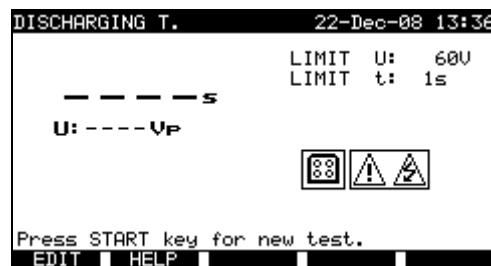 DISCHARGING T. 22-Dec-08 13:36
LIMIT U: 60V
LIMIT t: 1s
----s
U:----Vp
Press START key for new test.
EDIT HELP